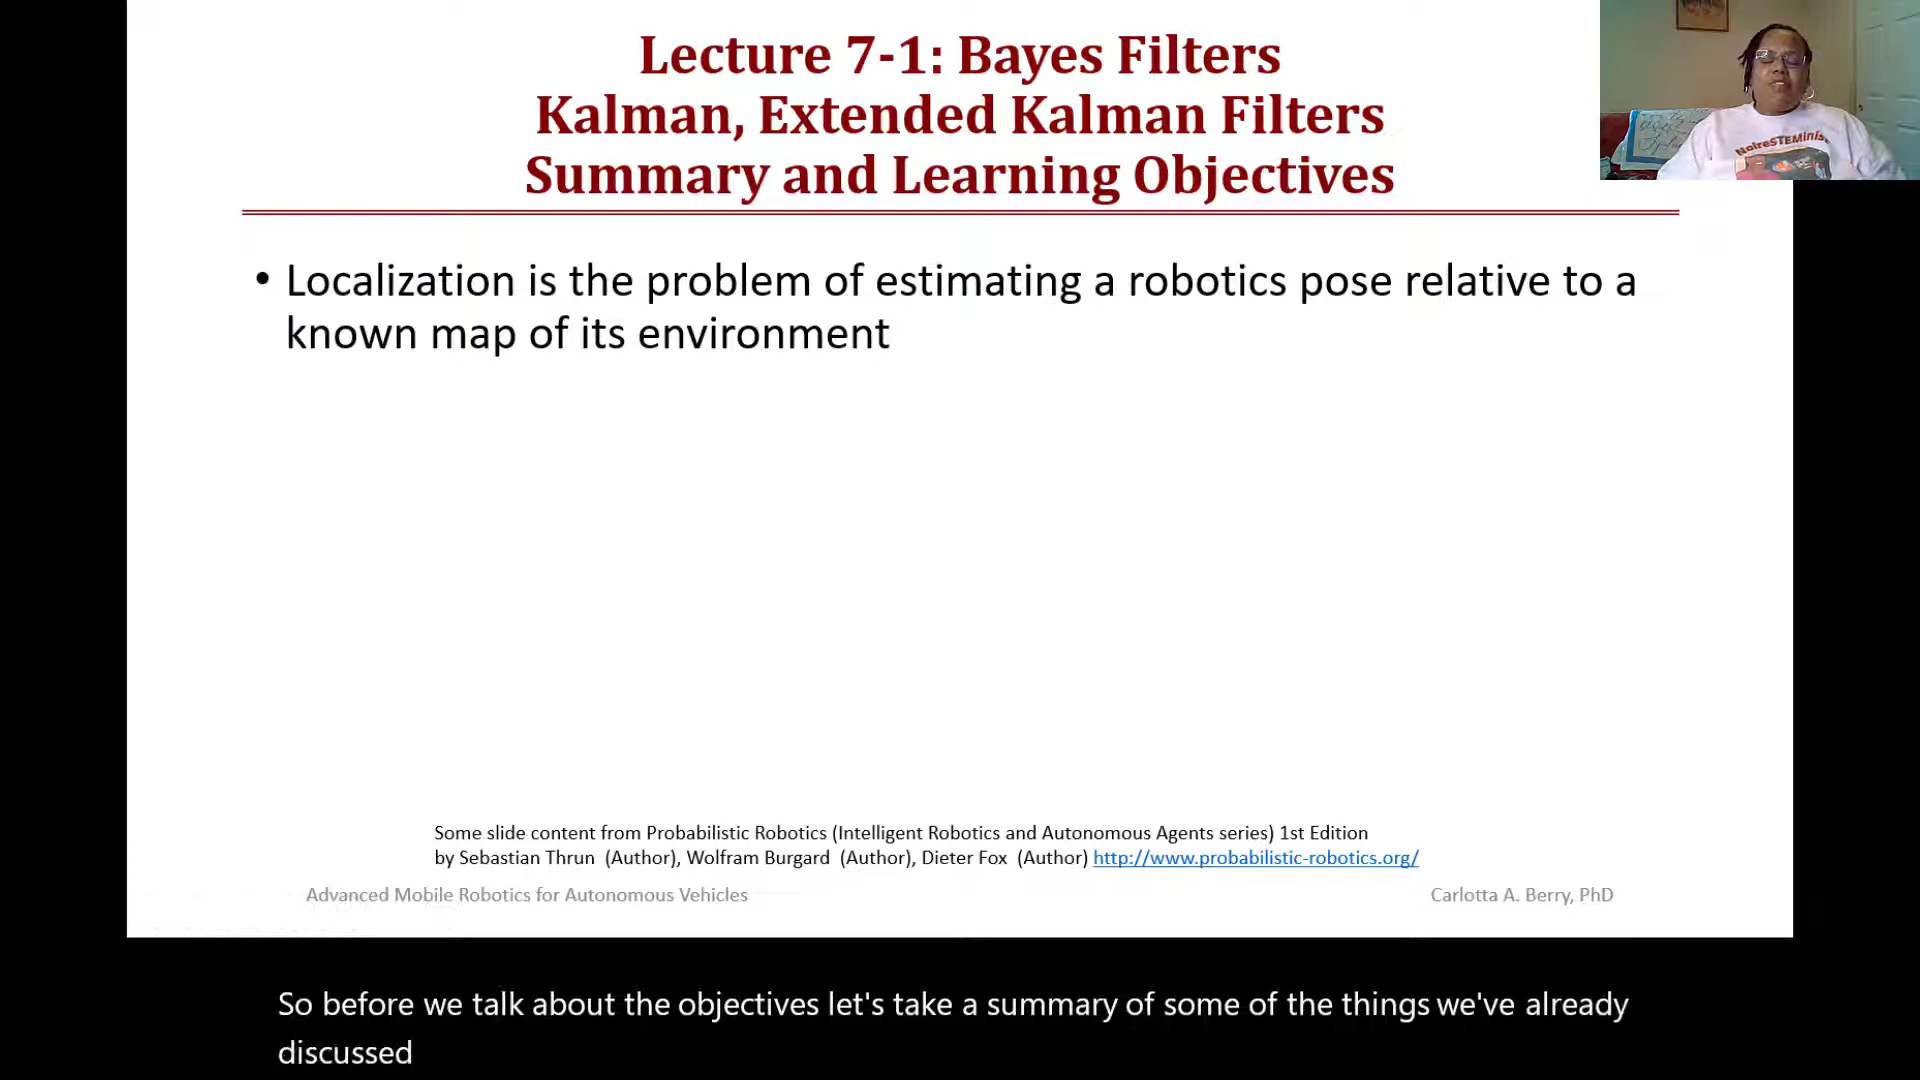 Lecture 7-1: Bayes Filters
Kalman, Extended Kalman Filters
Summary and Learning Objectives
NoireSTEMinis
• Localization is the problem of estimating a robotics pose relative to a
known map of its environment
Some slide content from Probabilistic Robotics (Intelligent Robotics and Autonomous Agents series) 1st Edition
by Sebastian Thrun (Author), Wolfram Burgard (Author), Dieter Fox (Author) http://www.probabilistic-robotics.org/
Advanced Mobile Robotics for Autonomous Vehicles
Carlotta A. Berry, PhD
So before we talk about the objectives let's take a summary of some of the things we've already
discussed